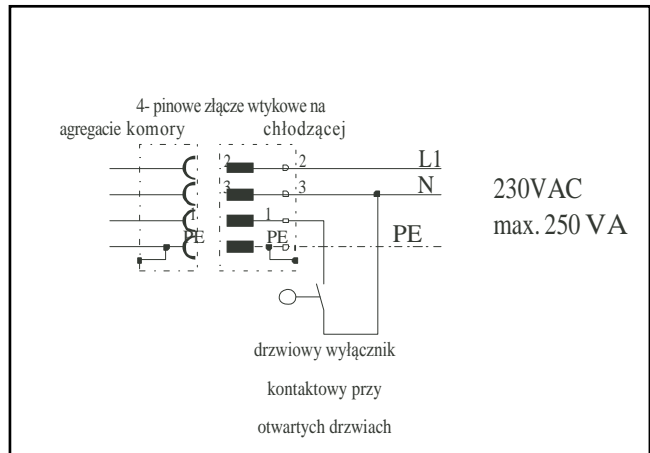 4- pinowe złącze wtykowe na
agregacie komory chłodzącej
2 2 L1
3 3 N
1 1
PE PE PE
230VAC
max. 250 VA
drzwiowy wyłącznik
kontaktowy przy
otwartych drzwiach